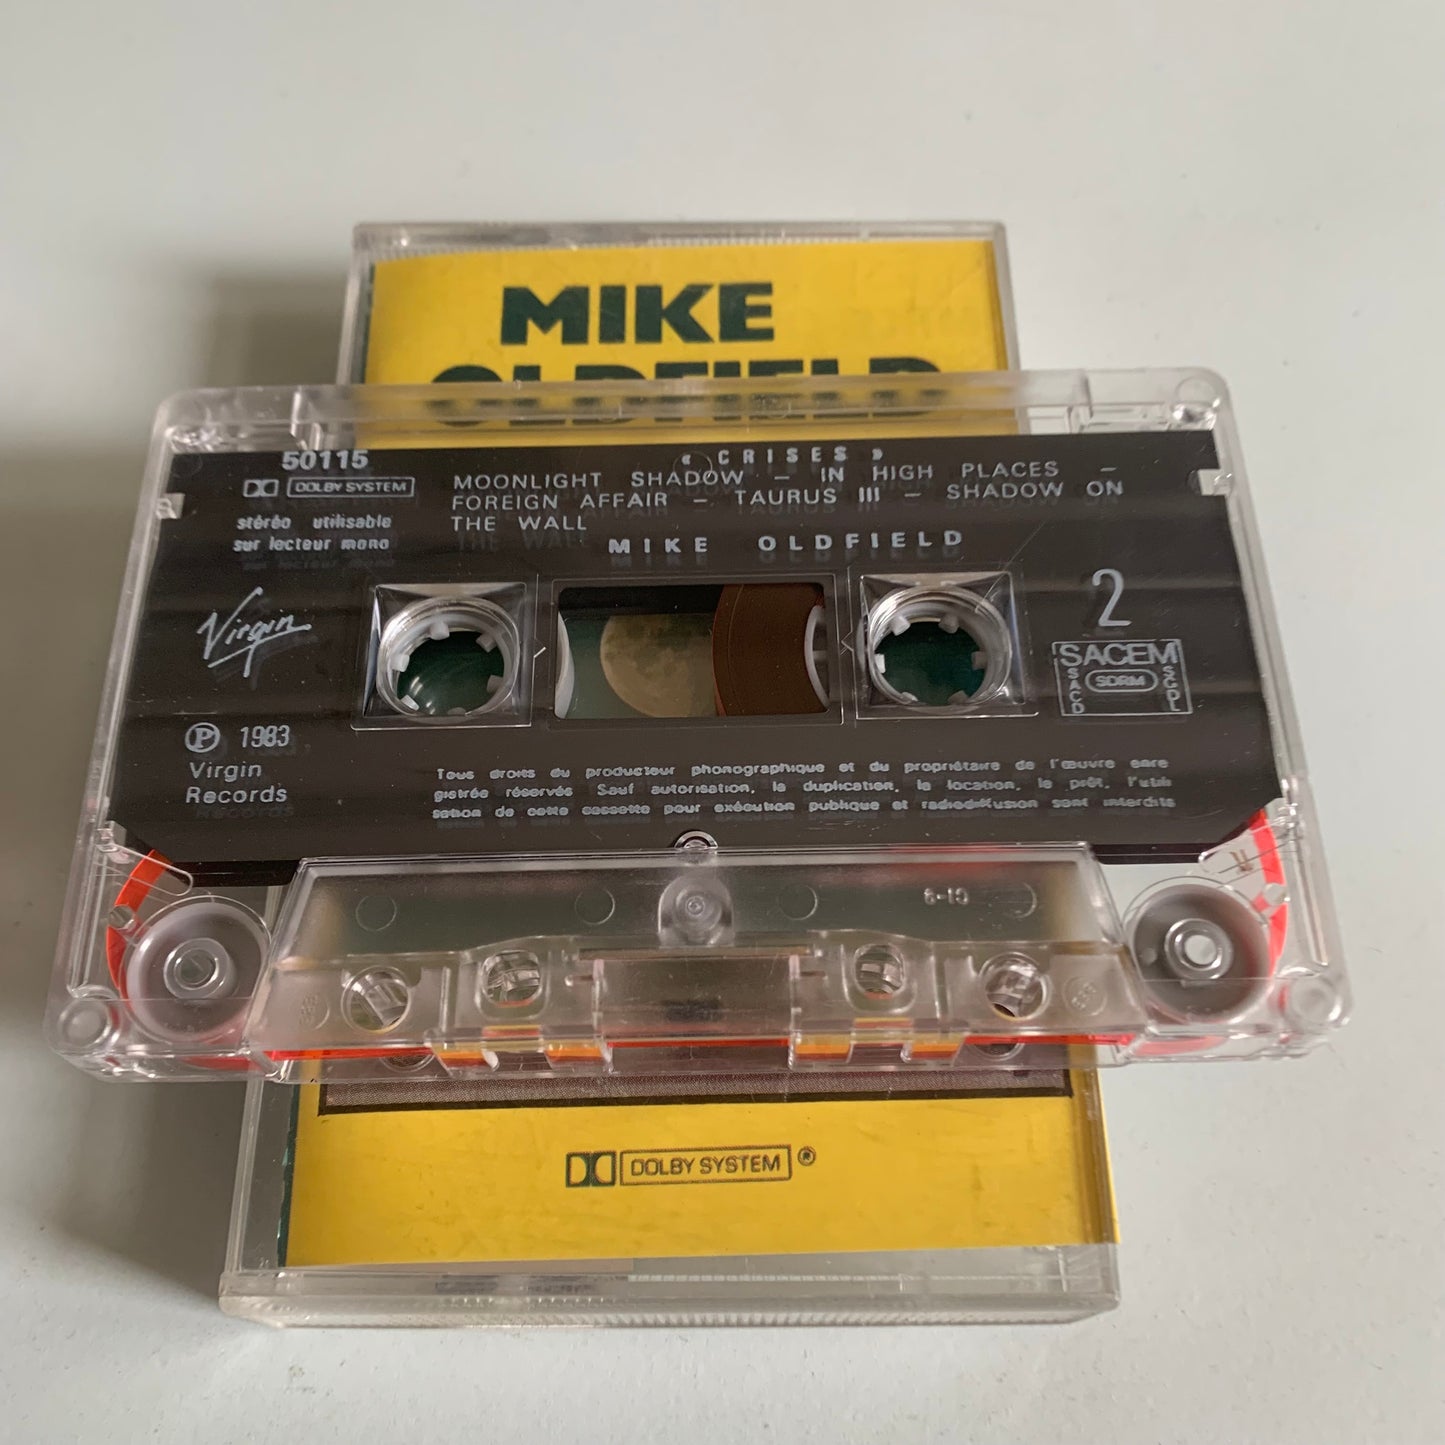 MIKE
OLDFIELD
50115
« CRISES »
DOLBY SYSTEM
MOONLIGHT SHADOW – IN HIGH PLACES –
FOREIGN AFFAIR – TAURUS III – SHADOW ON
THE WALL
stéréo utilisable
sur lecteur mono
MIKE OLDFIELD
Virgin
2
SACEM
SACD
SDRM
SGDL
P 1983
Virgin
Records
Tous droits du producteur phonographique et du propriétaire de l'œuvre enre
gistrée réservés Sauf autorisation, la duplication, la location, le prêt, l'utili
sation de cette cassette pour exécution publique et radiodiffusion sont interdits
DOLBY SYSTEM ®